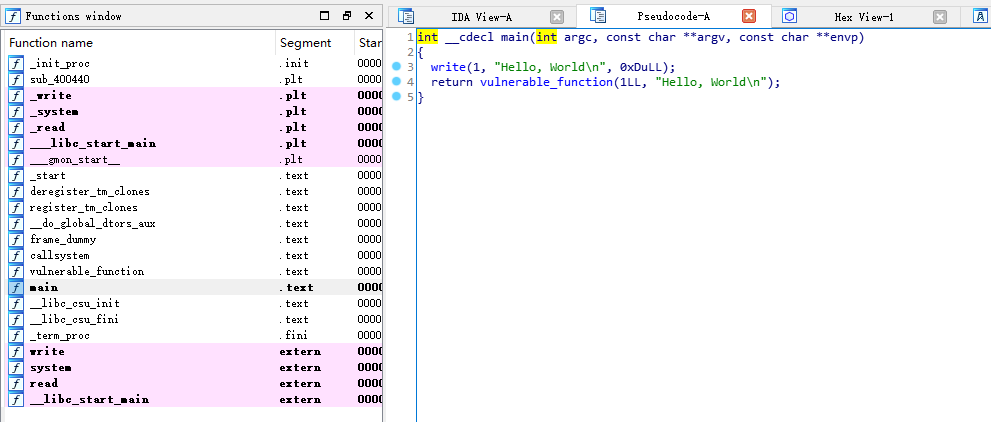 Functions window
Function name Segment Star
_init_proc .init 0000
sub_400440 .plt 0000
_write .plt 0000
_system .plt 0000
_read .plt 0000
___libc_start_main .plt 0000
___gmon_start__ .plt 0000
_start .text 0000
deregister_tm_clones .text 0000
register_tm_clones .text 0000
__do_global_dtors_aux .text 0000
frame_dummy .text 0000
callsystem .text 0000
vulnerable_function .text 0000
main .text 0000
__libc_csu_init .text 0000
__libc_csu_fini .text 0000
_term_proc .fini 0000
write extern 0000
system extern 0000
read extern 0000
__libc_start_main extern 0000
IDA View-A Pseudocode-A Hex View-1
1 int __cdecl main(int argc, const char **argv, const char **envp)
2 {
3 write(1, "Hello, World\n", 0xDuLL);
4 return vulnerable_function(1LL, "Hello, World\n");
5 }